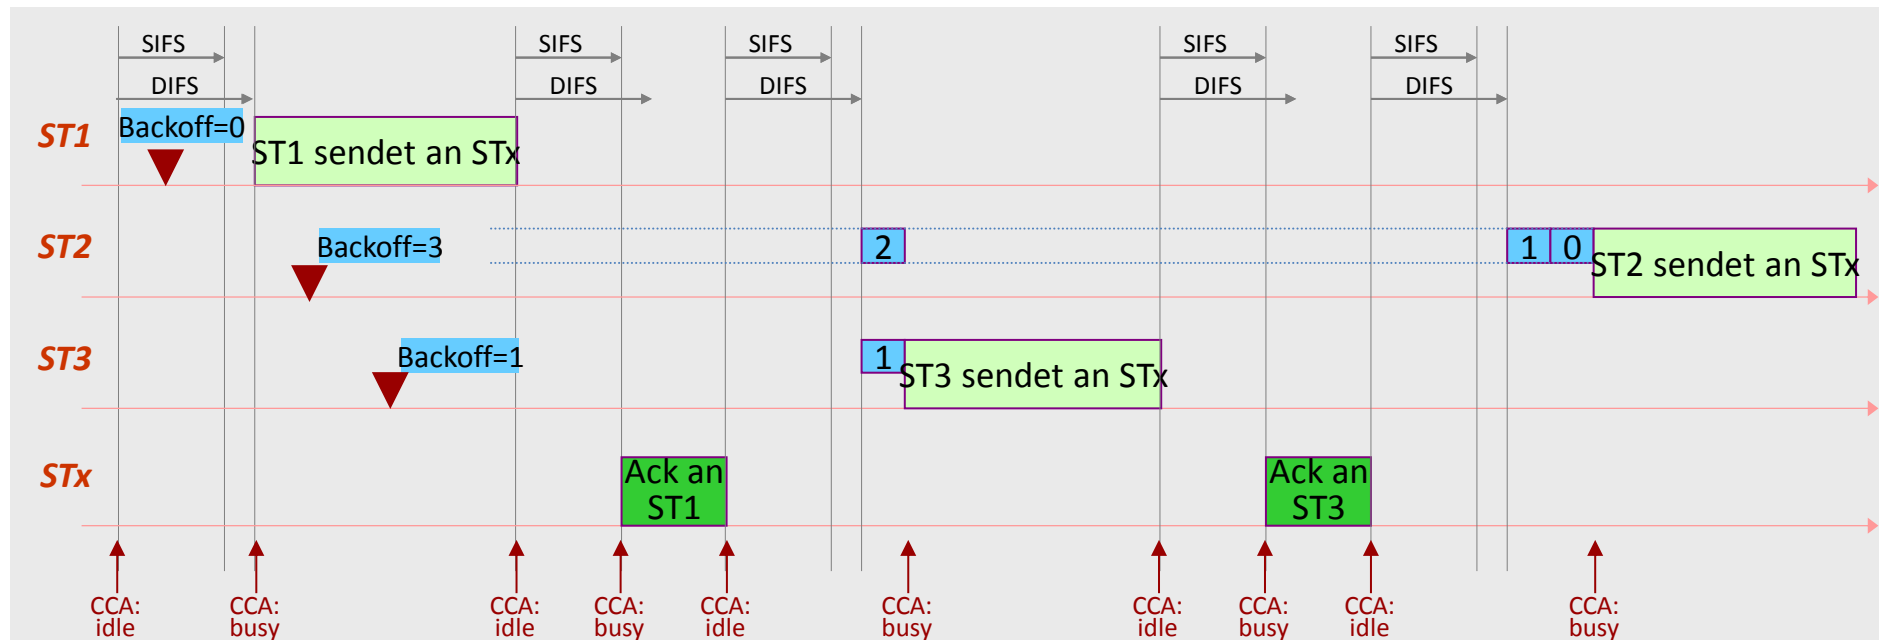 SIFS SIFS SIFS SIFS SIFS
DIFS DIFS DIFS DIFS DIFS
ST1 Backoff=0 ST1 sendet an STx
ST2 Backoff=3 2 1 0 ST2 sendet an STx
ST3 Backoff=1 1 ST3 sendet an STx
STx
Ack an
ST1
Ack an
ST3
CCA:
idle
CCA:
busy
CCA:
idle
CCA:
busy
CCA:
idle
CCA:
busy
CCA:
idle
CCA:
busy
CCA:
idle
CCA:
busy